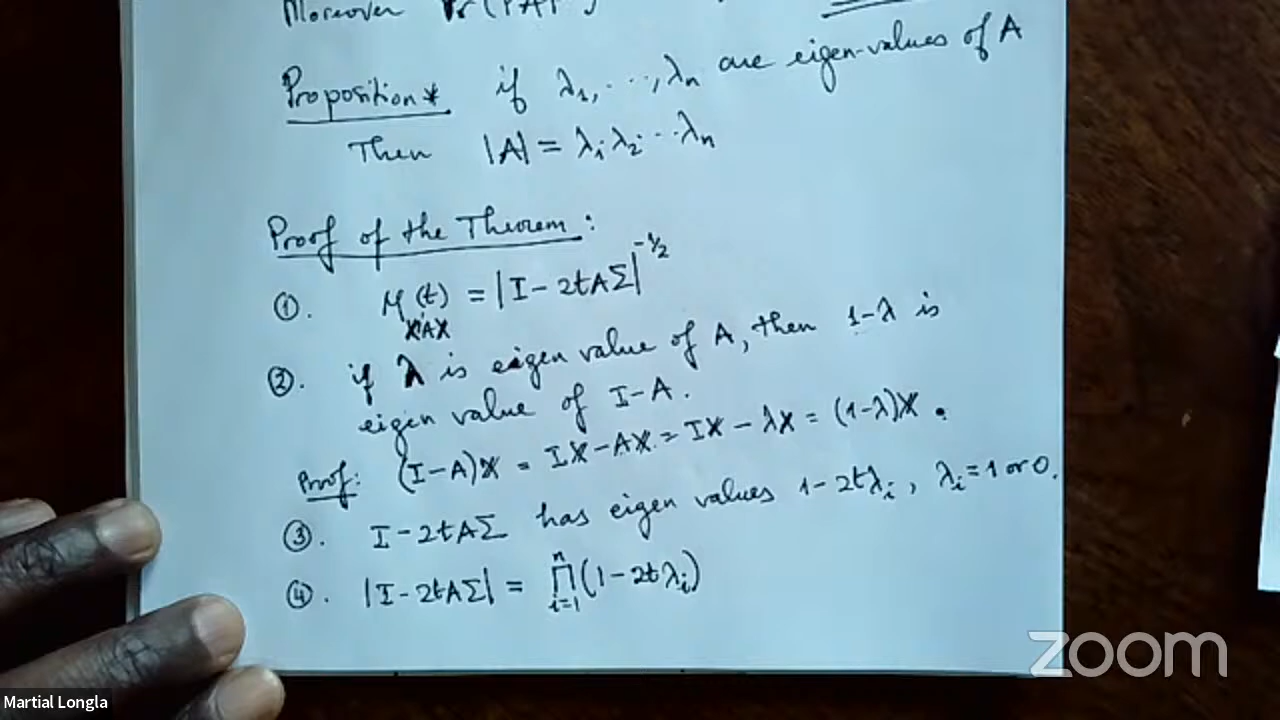 Moreover
Proposition* if λ₁, ..., λₙ are eigen-values of A
Then |A| = λ₁ λ₂ ... λₙ
Proof of the Theorem :
①. M_{X'AX}(t) = |I - 2tAΣ|^{-1/2}
②. if λ is eigen value of A, then 1-λ is
eigen value of I-A.
Proof: (I-A)X = IX - AX = IX - λX = (1-λ)X.
③. I - 2tAΣ has eigen values 1-2tλᵢ, λᵢ = 1 or 0.
④. |I - 2tAΣ| = ∏_{i=1}^{n} (1-2tλᵢ)
zoom
Martial Longla